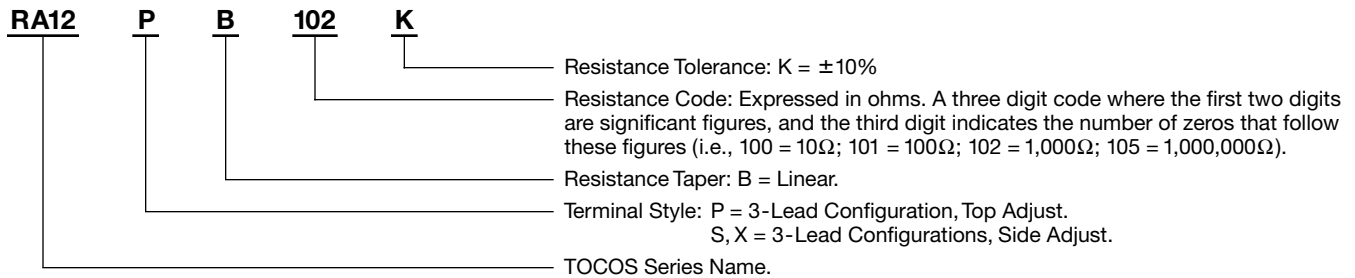 RA12 P B 102 K
Resistance Tolerance: K = ±10%
Resistance Code: Expressed in ohms. A three digit code where the first two digits
are significant figures, and the third digit indicates the number of zeros that follow
these figures (i.e., 100 = 10Ω; 101 = 100Ω; 102 = 1,000Ω; 105 = 1,000,000Ω).
Resistance Taper: B = Linear.
Terminal Style: P = 3-Lead Configuration, Top Adjust.
S, X = 3-Lead Configurations, Side Adjust.
TOCOS Series Name.